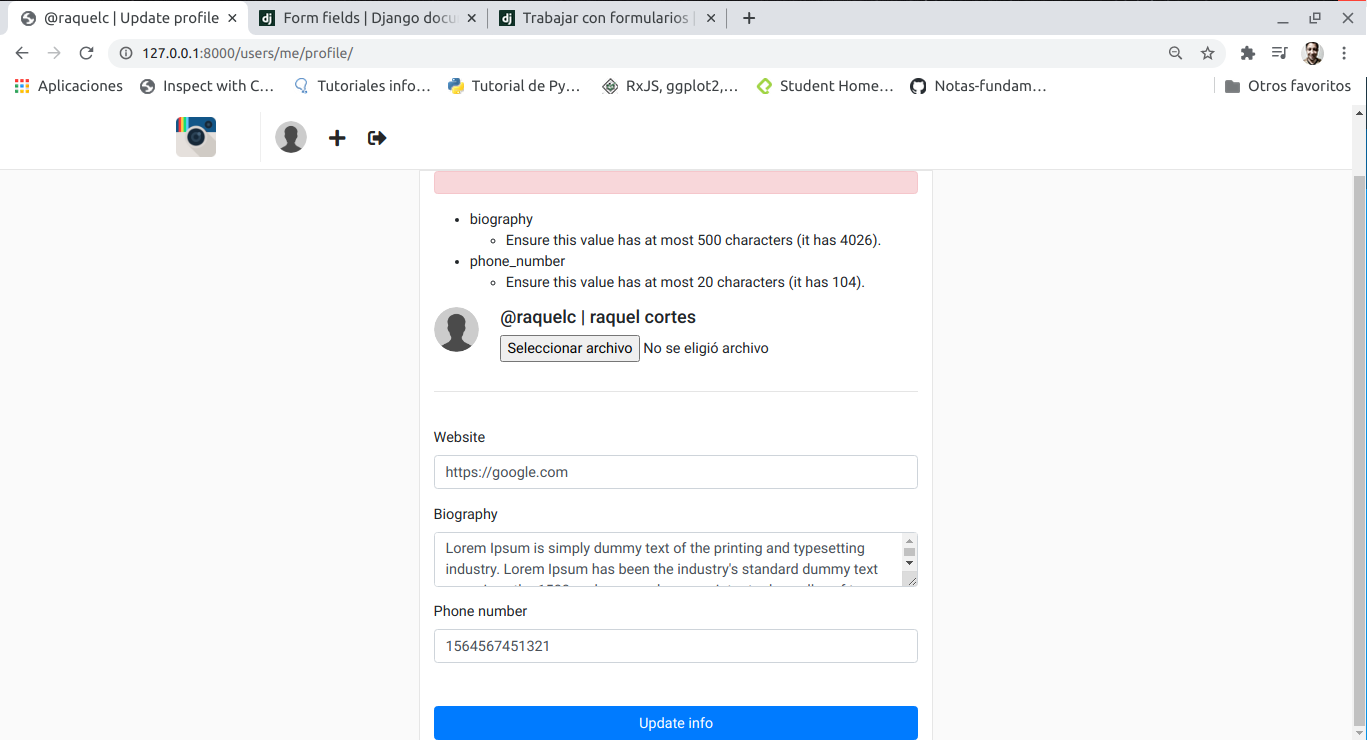 @raquelc | Update profile
Form fields | Django docu
Trabajar con formularios |
127.0.0.1:8000/users/me/profile/
Aplicaciones
Inspect with C...
Tutoriales info...
Tutorial de Py...
RxJS, ggplot2,...
Student Home...
Notas-fundam...
Otros favoritos
biography
Ensure this value has at most 500 characters (it has 4026).
phone_number
Ensure this value has at most 20 characters (it has 104).
@raquelc | raquel cortes
Seleccionar archivo No se eligió archivo
Website
https://google.com
Biography
Lorem Ipsum is simply dummy text of the printing and typesetting
industry. Lorem Ipsum has been the industry's standard dummy text
Phone number
1564567451321
Update info